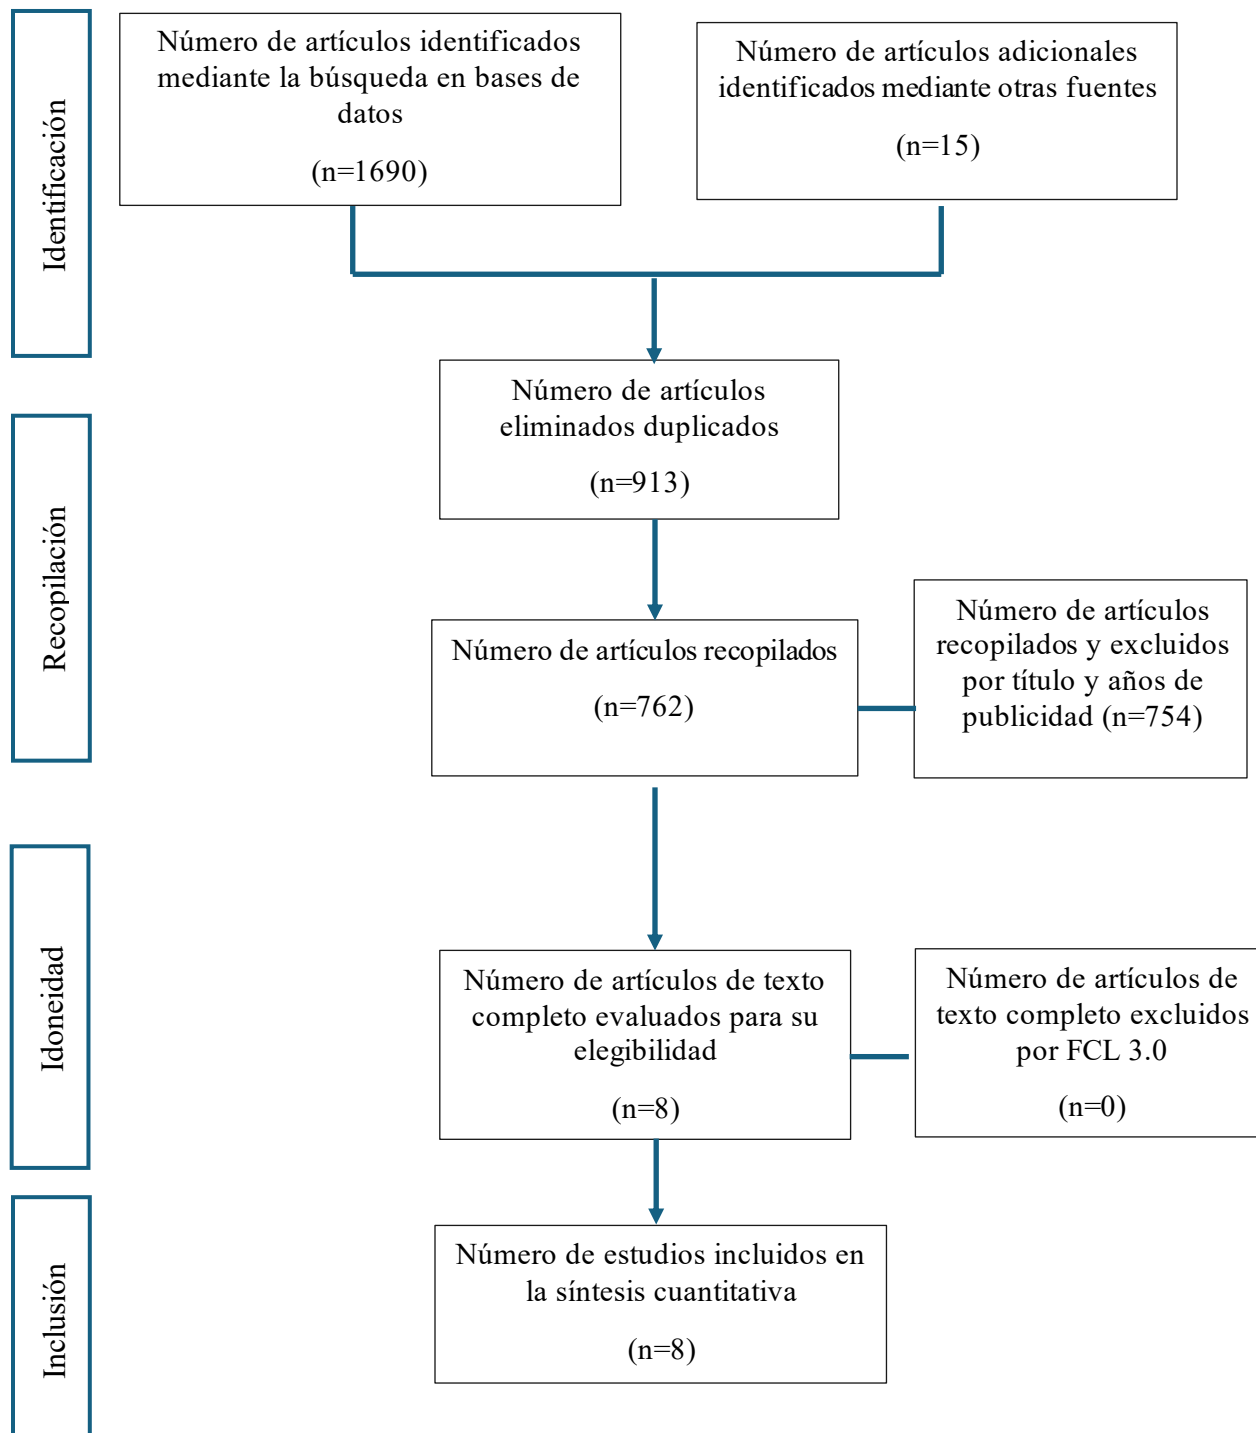 Identificación
Número de artículos identificados
mediante la búsqueda en bases de
datos
(n=1690)
Número de artículos adicionales
identificados mediante otras fuentes
(n=15)
Número de artículos
eliminados duplicados
(n=913)
Recopilación
Número de artículos recopilados
(n=762)
Número de artículos
recopilados y excluidos
por título y años de
publicidad (n=754)
Idoneidad
Número de artículos de texto
completo evaluados para su
elegibilidad
(n=8)
Número de artículos de
texto completo excluidos
por FCL 3.0
(n=0)
Inclusión
Número de estudios incluidos en
la síntesis cuantitativa
(n=8)